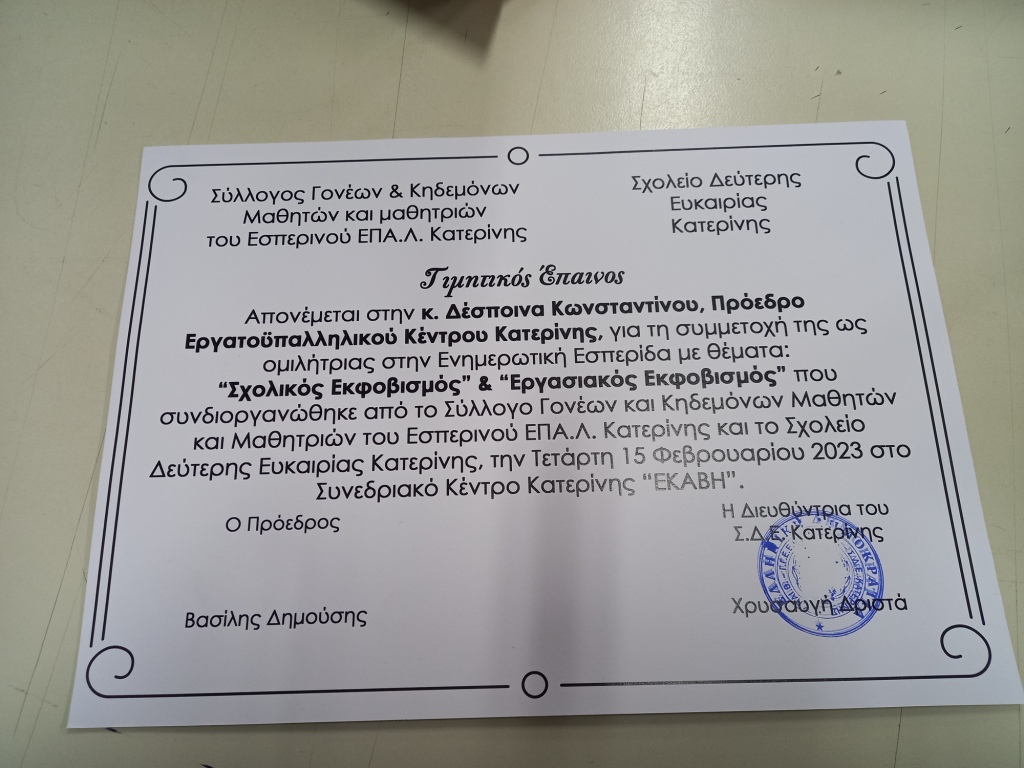 Σύλλογος Γονέων & Κηδεμόνων
Μαθητών και μαθητριών
του Εσπερινού ΕΠΑ.Λ. Κατερίνης
Σχολείο Δεύτερης
Ευκαιρίας
Κατερίνης
Τιμητικός Έπαινος
Απονέμεται στην κ. Δέσποινα Κωνσταντίνου, Πρόεδρο
Εργατοϋπαλληλικού Κέντρου Κατερίνης, για τη συμμετοχή της ως
ομιλήτριας στην Ενημερωτική Εσπερίδα με θέματα:
“Σχολικός Εκφοβισμός” & “Εργασιακός Εκφοβισμός” που
συνδιοργανώθηκε από το Σύλλογο Γονέων και Κηδεμόνων Μαθητών
και Μαθητριών του Εσπερινού ΕΠΑ.Λ. Κατερίνης και το Σχολείο
Δεύτερης Ευκαιρίας Κατερίνης, την Τετάρτη 15 Φεβρουαρίου 2023 στο
Συνεδριακό Κέντρο Κατερίνης “ΕΚΑΒΗ”.
Ο Πρόεδρος
Βασίλης Δημούσης
Η Διευθύντρια του
Σ.Δ.Ε. Κατερίνης
Χρυσαυγή Δριστά